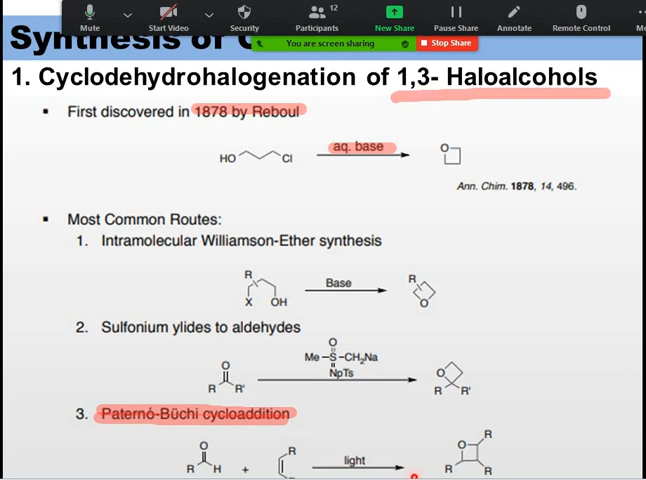 Mute
Start Video
Security
Participants
12
New Share
Pause Share
Annotate
Remote Control
You are screen sharing
Stop Share
Synthesis of
1. Cyclodehydrohalogenation of 1,3- Haloalcohols
▪ First discovered in 1878 by Reboul
HO Cl aq. base O
Ann. Chim. 1878, 14, 496.
▪ Most Common Routes:
1. Intramolecular Williamson-Ether synthesis
R X OH Base R O
2. Sulfonium ylides to aldehydes
O R R' O Me-S-CH₂Na NpTs O R R'
3. Paternó-Büchi cycloaddition
O R H + R light O R R R